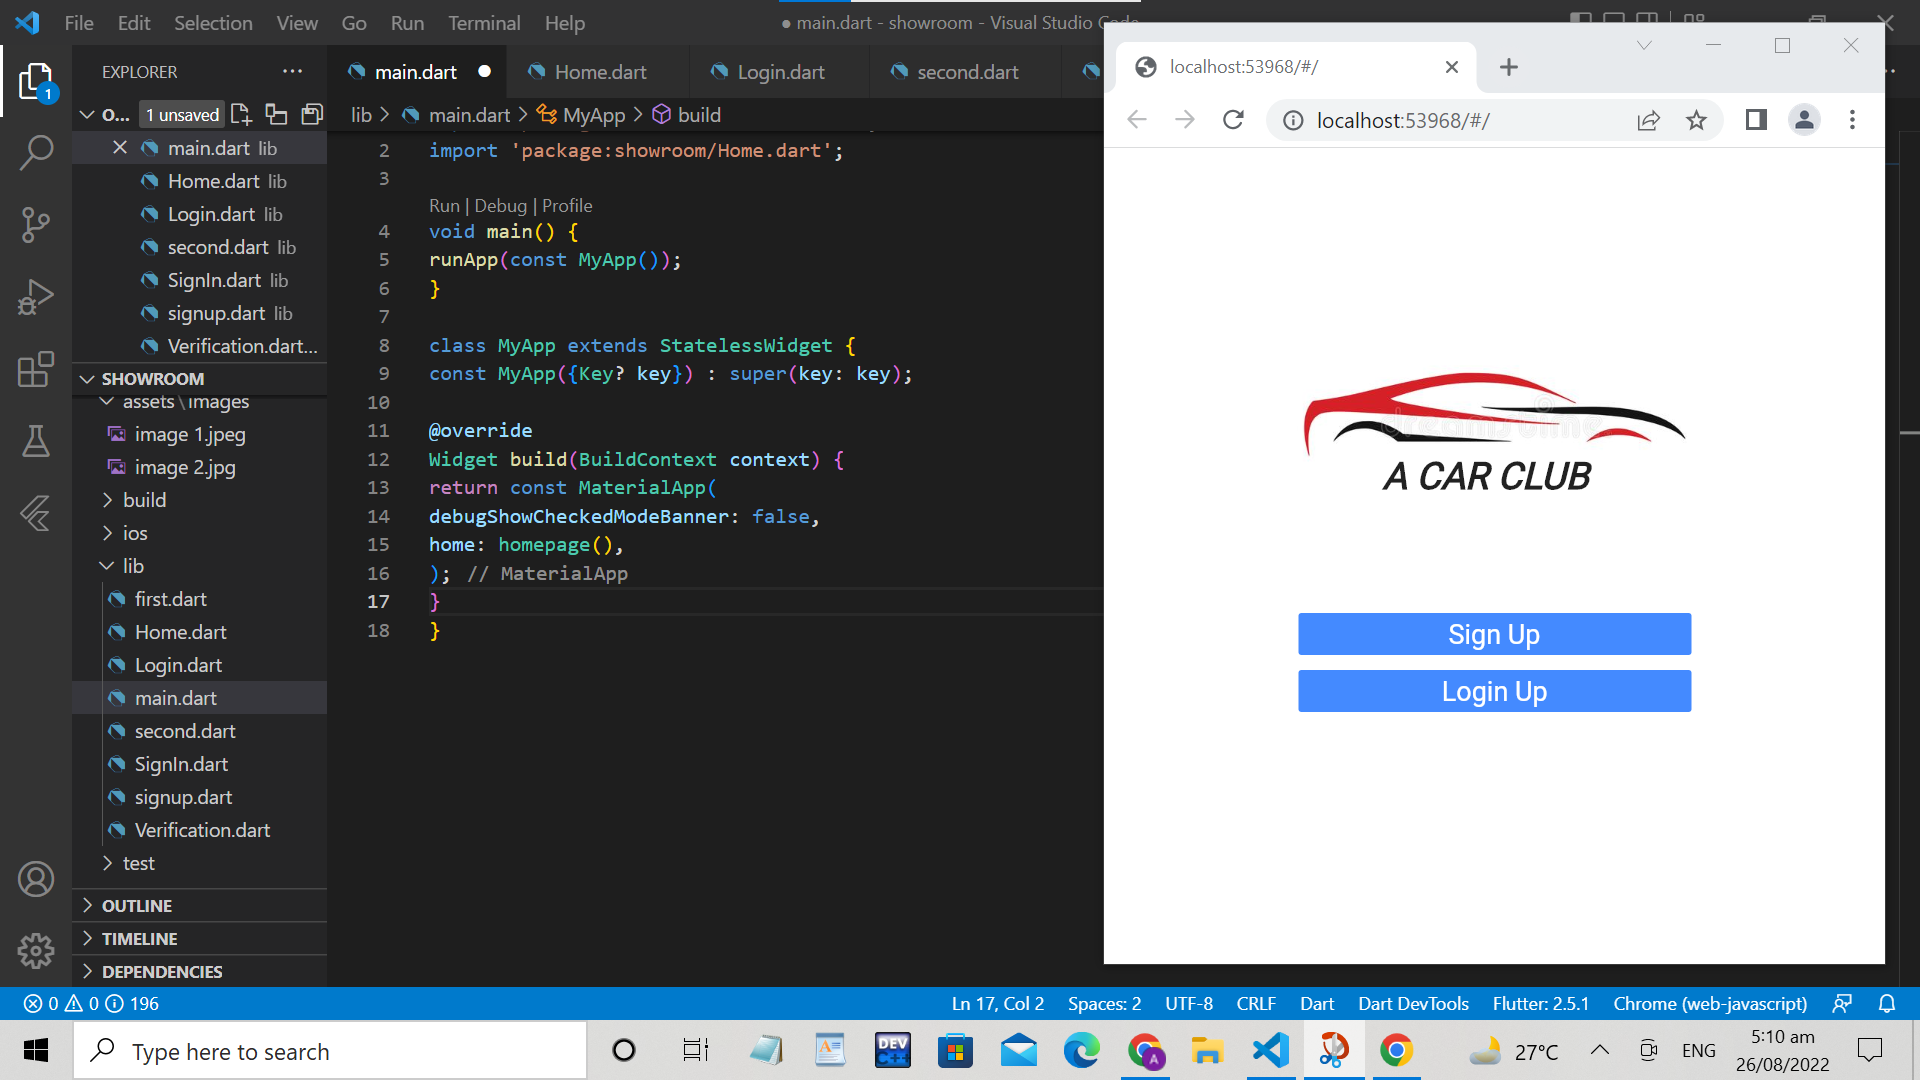 File Edit Selection View Go Run Terminal Help
● main.dart - showroom - Visual Studio Code
EXPLORER
O... 1 unsaved
main.dart lib
Home.dart lib
Login.dart lib
second.dart lib
SignIn.dart lib
signup.dart lib
Verification.dart...
SHOWROOM
assets\images
image 1.jpeg
image 2.jpg
build
ios
lib
first.dart
Home.dart
Login.dart
main.dart
second.dart
SignIn.dart
signup.dart
Verification.dart
test
OUTLINE
TIMELINE
DEPENDENCIES
1
main.dart Home.dart Login.dart second.dart
lib > main.dart > MyApp > build
2 import 'package:showroom/Home.dart';
3
Run | Debug | Profile
4 void main() {
5 runApp(const MyApp());
6 }
7
8 class MyApp extends StatelessWidget {
9 const MyApp({Key? key}) : super(key: key);
10
11 @override
12 Widget build(BuildContext context) {
13 return const MaterialApp(
14 debugShowCheckedModeBanner: false,
15 home: homepage(),
16 ); // MaterialApp
17 }
18 }
localhost:53968/#/
localhost:53968/#/
dreamstime
A CAR CLUB
Sign Up
Login Up
0 0 196
Ln 17, Col 2 Spaces: 2 UTF-8 CRLF Dart Dart DevTools Flutter: 2.5.1 Chrome (web-javascript)
Type here to search
DEV
C++
A
27°C
ENG
5:10 am
26/08/2022